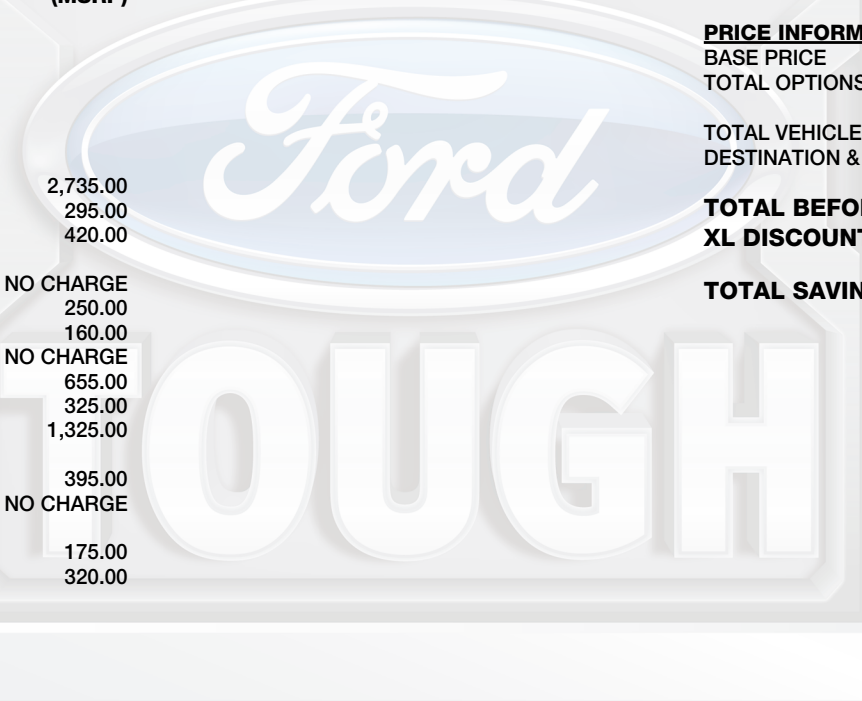 (MSRP)
2,735.00
295.00
420.00
NO CHARGE
250.00
160.00
NO CHARGE
655.00
325.00
1,325.00
395.00
NO CHARGE
175.00
320.00
PRICE INFORM
BASE PRICE
TOTAL OPTIONS
TOTAL VEHICLE
DESTINATION &
TOTAL BEFO
XL DISCOUNT
TOTAL SAVIN
Ford
TOUGH